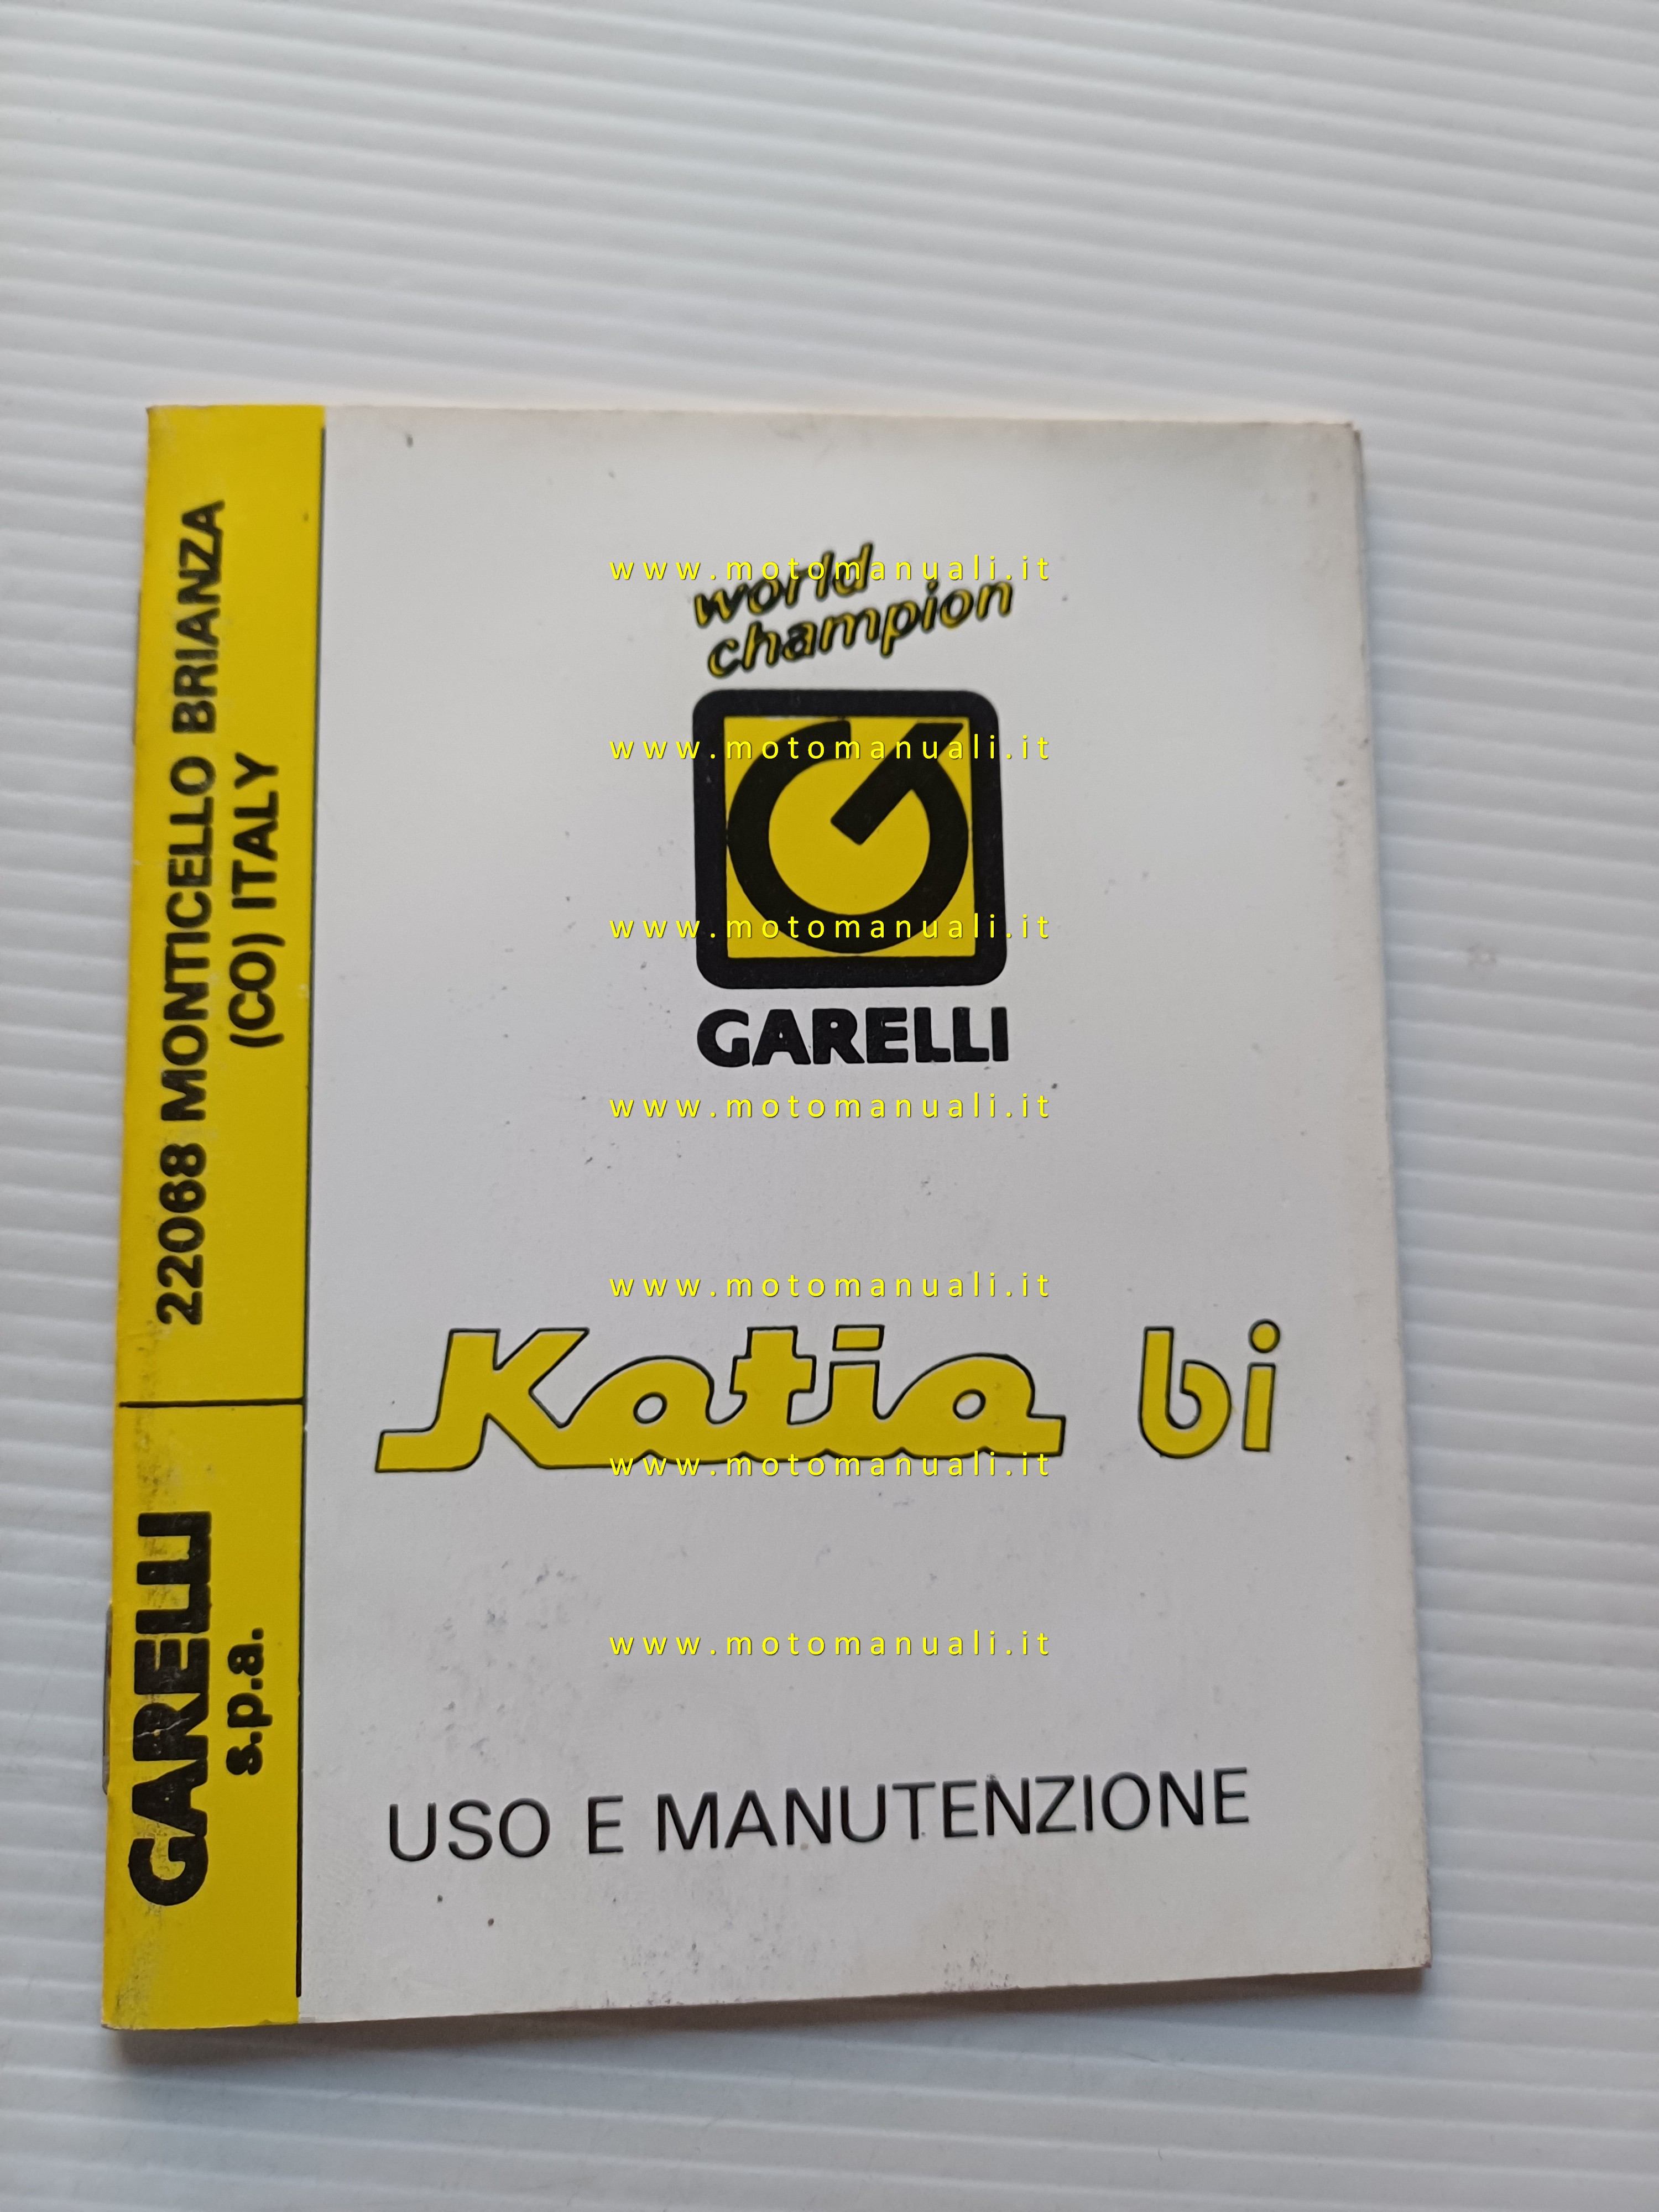 www.motomanuali.it
world
champion
www.motomanuali.it
www.motomanuali.it
GARELLI
www.motomanuali.it
www.motomanuali.it
Katia bi
www.motomanuali.it
www.motomanuali.it
USO E MANUTENZIONE
GARELLI
s.p.a.
22068 MONTICELLO BRIANZA
(CO) ITALY